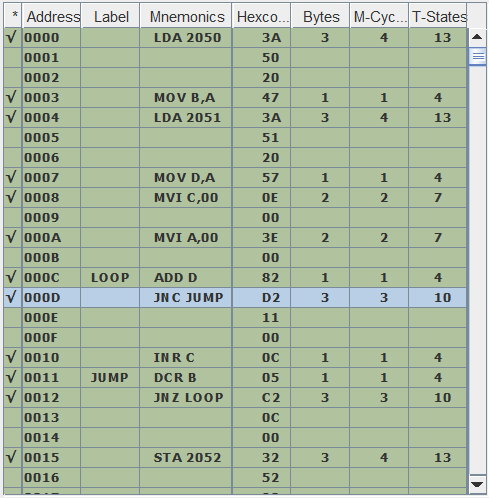 * Address Label Mnemonics Hexco... Bytes M-Cyc... T-States
√ 0000 LDA 2050 3A 3 4 13
0001 50
0002 20
√ 0003 MOV B,A 47 1 1 4
√ 0004 LDA 2051 3A 3 4 13
0005 51
0006 20
√ 0007 MOV D,A 57 1 1 4
√ 0008 MVI C,00 0E 2 2 7
0009 00
√ 000A MVI A,00 3E 2 2 7
000B 00
√ 000C LOOP ADD D 82 1 1 4
√ 000D JNC JUMP D2 3 3 10
000E 11
000F 00
√ 0010 INR C 0C 1 1 4
√ 0011 JUMP DCR B 05 1 1 4
√ 0012 JNZ LOOP C2 3 3 10
0013 0C
0014 00
√ 0015 STA 2052 32 3 4 13
0016 52